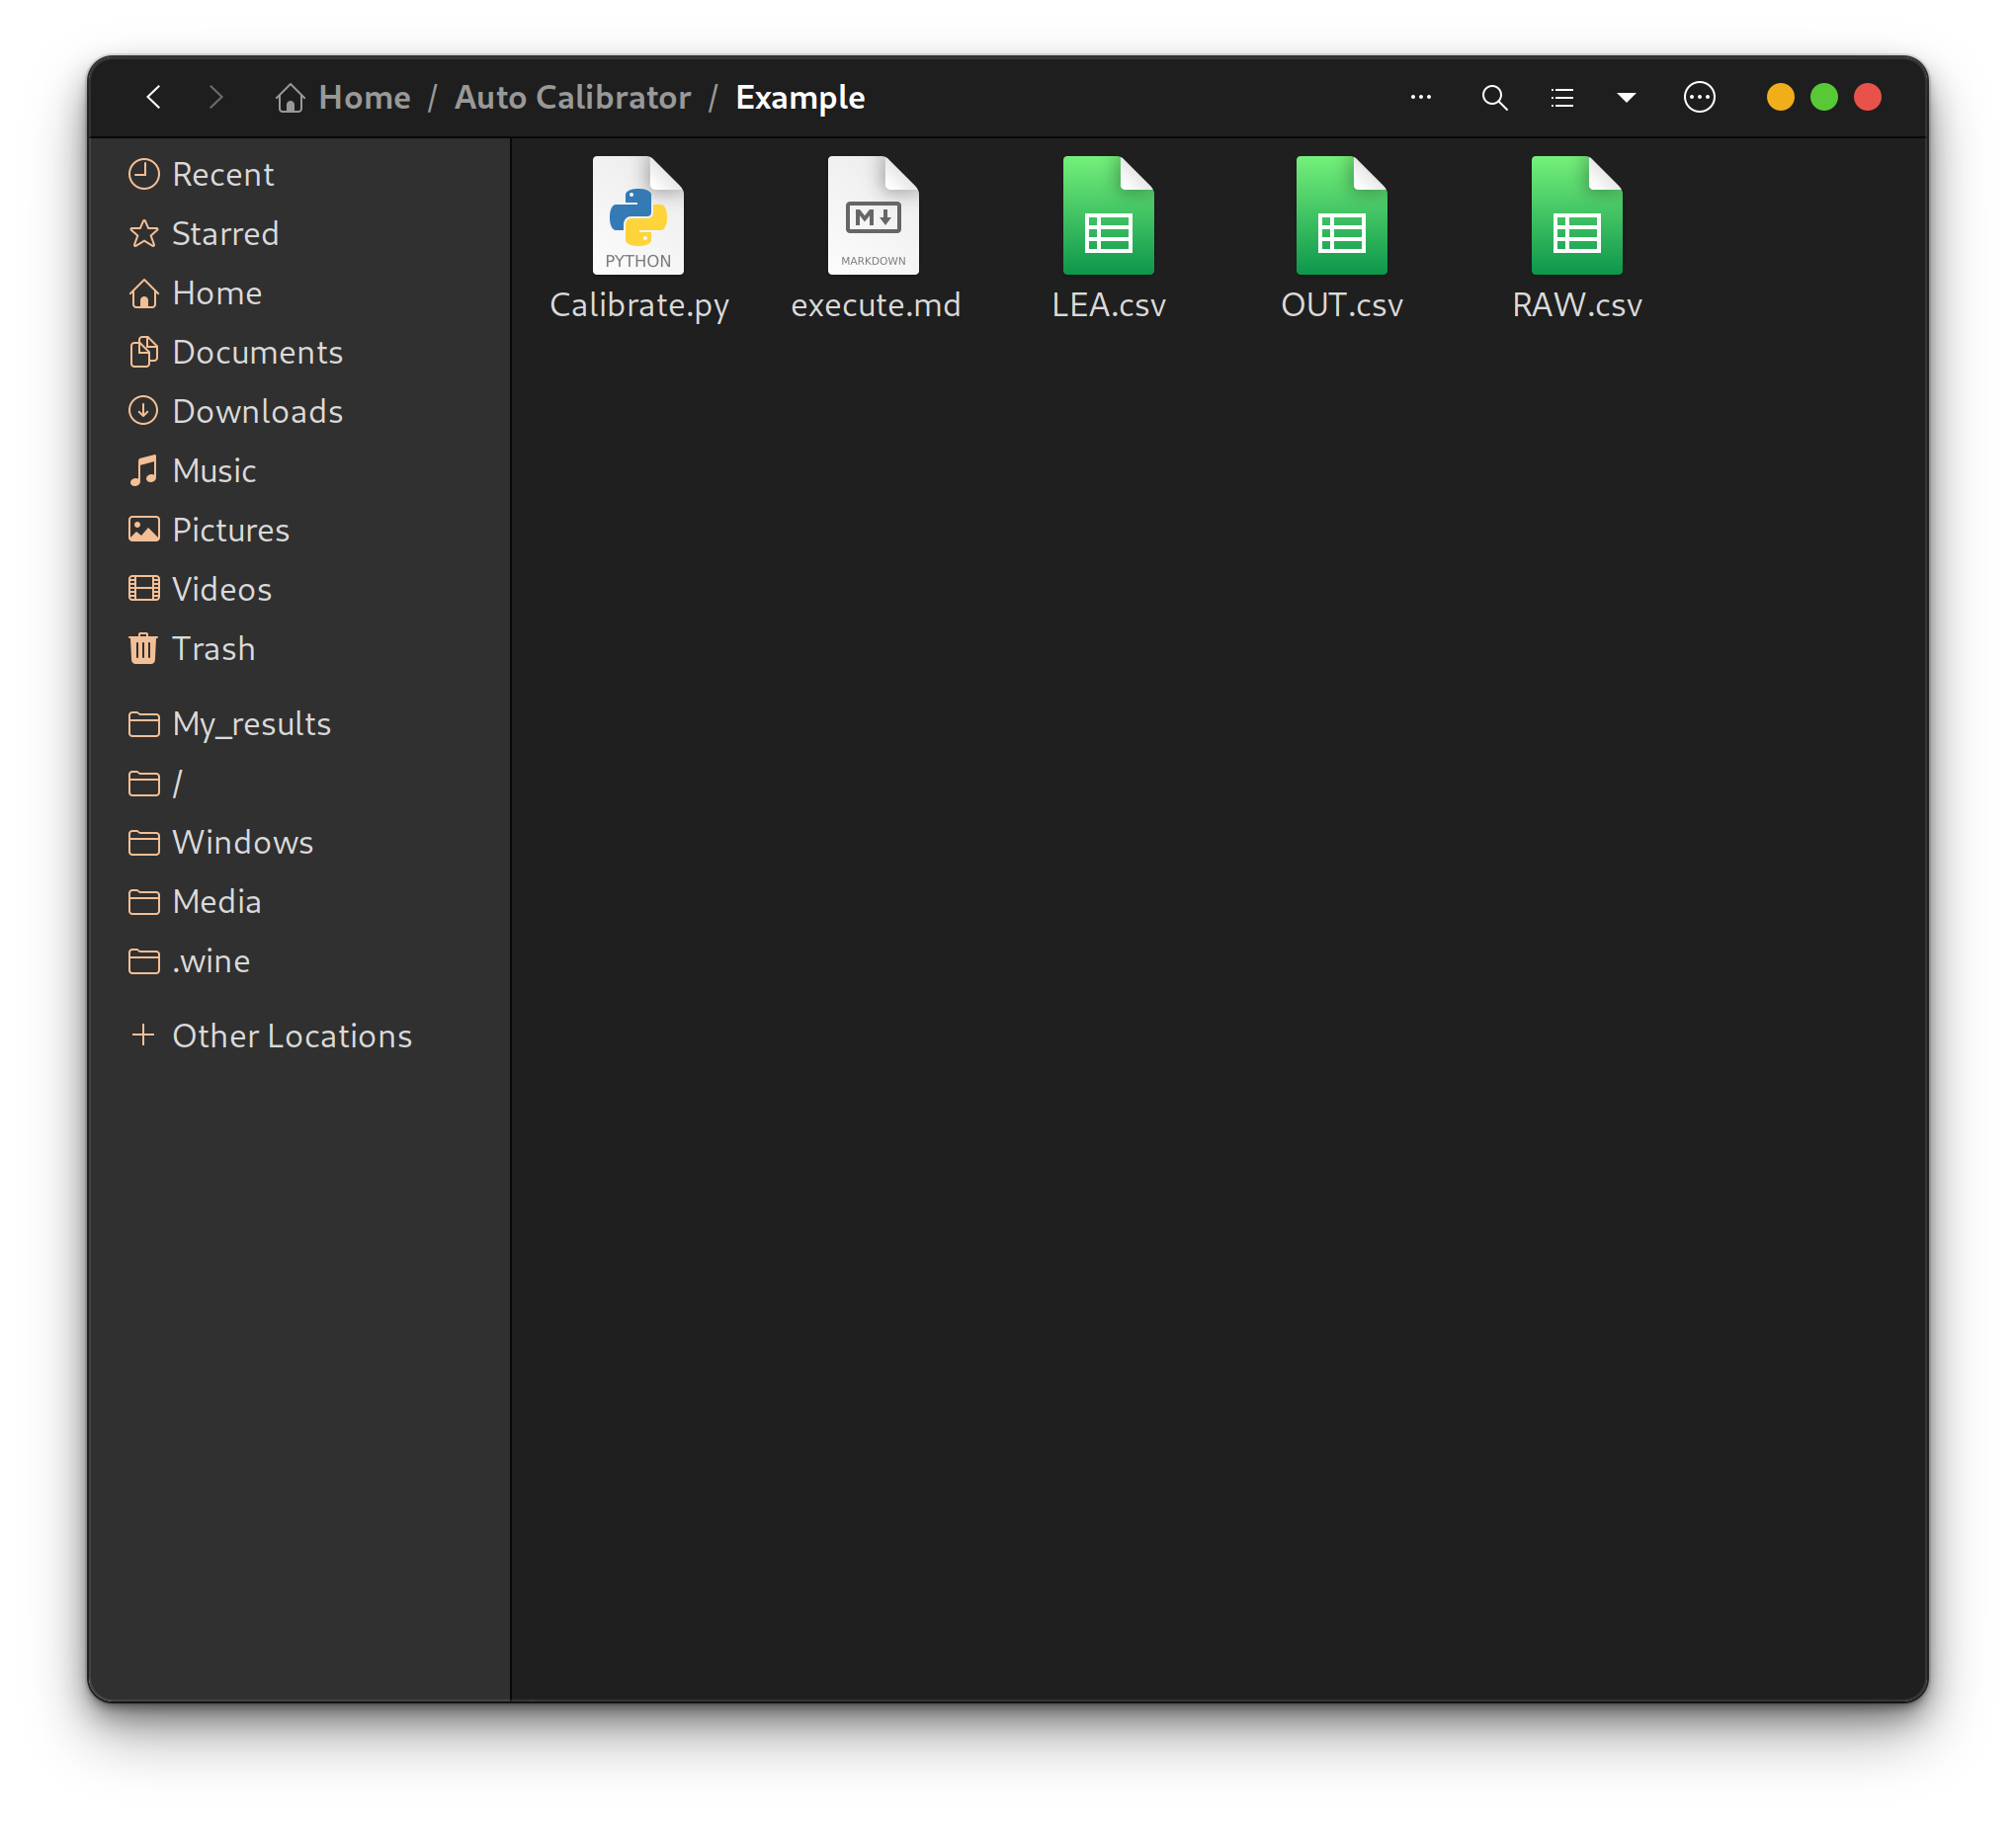 Home / Auto Calibrator / Example
Recent
Starred
Home
Documents
Downloads
Music
Pictures
Videos
Trash
My_results
/
Windows
Media
.wine
Other Locations
PYTHON
Calibrate.py
M
MARKDOWN
execute.md
LEA.csv
OUT.csv
RAW.csv